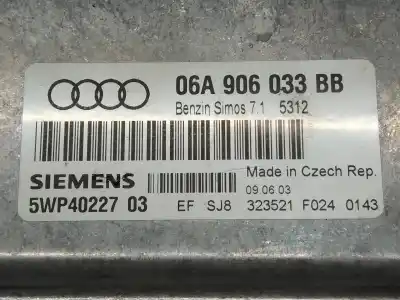 06A 906 033 BB
Benzin Simos 7.1 5312
SIEMENS
Made in Czech Rep.
09.06.03
5WP40227 03 EF SJ8 323521 F024 0143